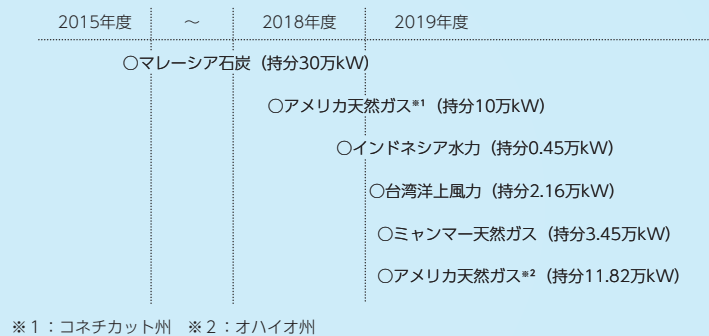 2015年度 ～ 2018年度 2019年度
○マレーシア石炭（持分30万kW）
○アメリカ天然ガス※1（持分10万kW）
○インドネシア水力（持分0.45万kW）
○台湾洋上風力（持分2.16万kW）
○ミャンマー天然ガス（持分3.45万kW）
○アメリカ天然ガス※2（持分11.82万kW）
※１：コネチカット州　※２：オハイオ州